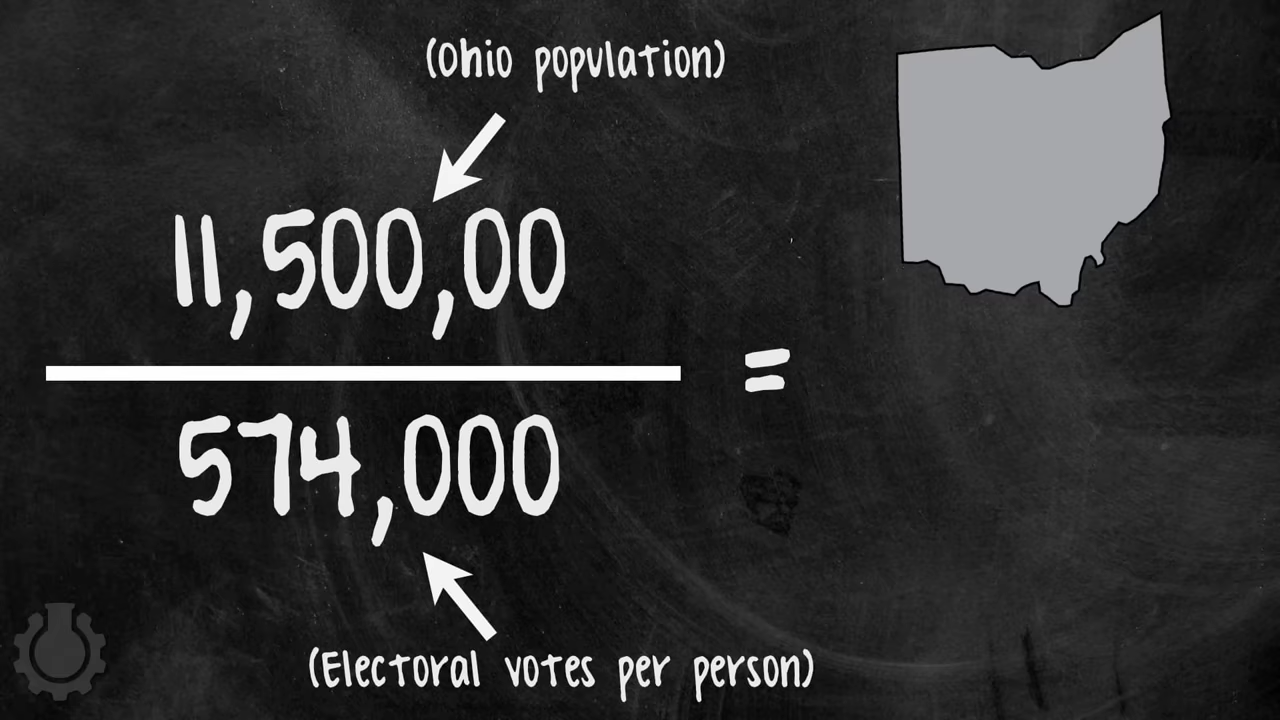 (Ohio population)
11,500,00
=
574,000
(Electoral votes per person)